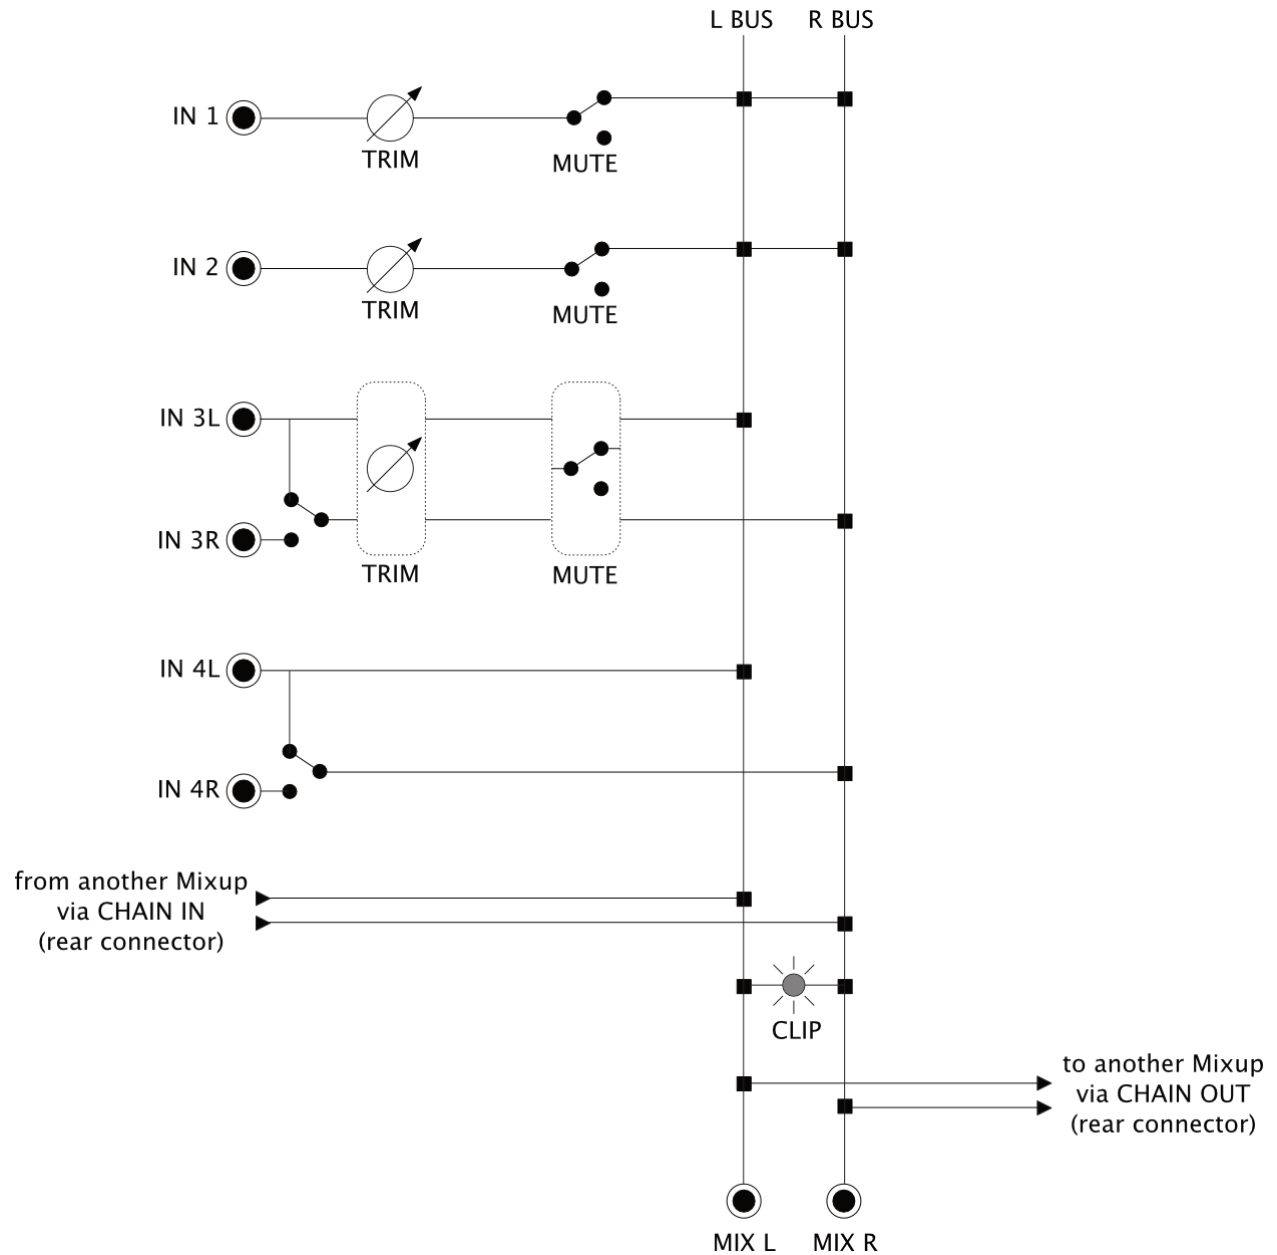 L BUS
R BUS
IN 1
TRIM
MUTE
IN 2
TRIM
MUTE
IN 3L
IN 3R
TRIM
MUTE
IN 4L
IN 4R
from another Mixup
via CHAIN IN
(rear connector)
CLIP
to another Mixup
via CHAIN OUT
(rear connector)
MIX L
MIX R